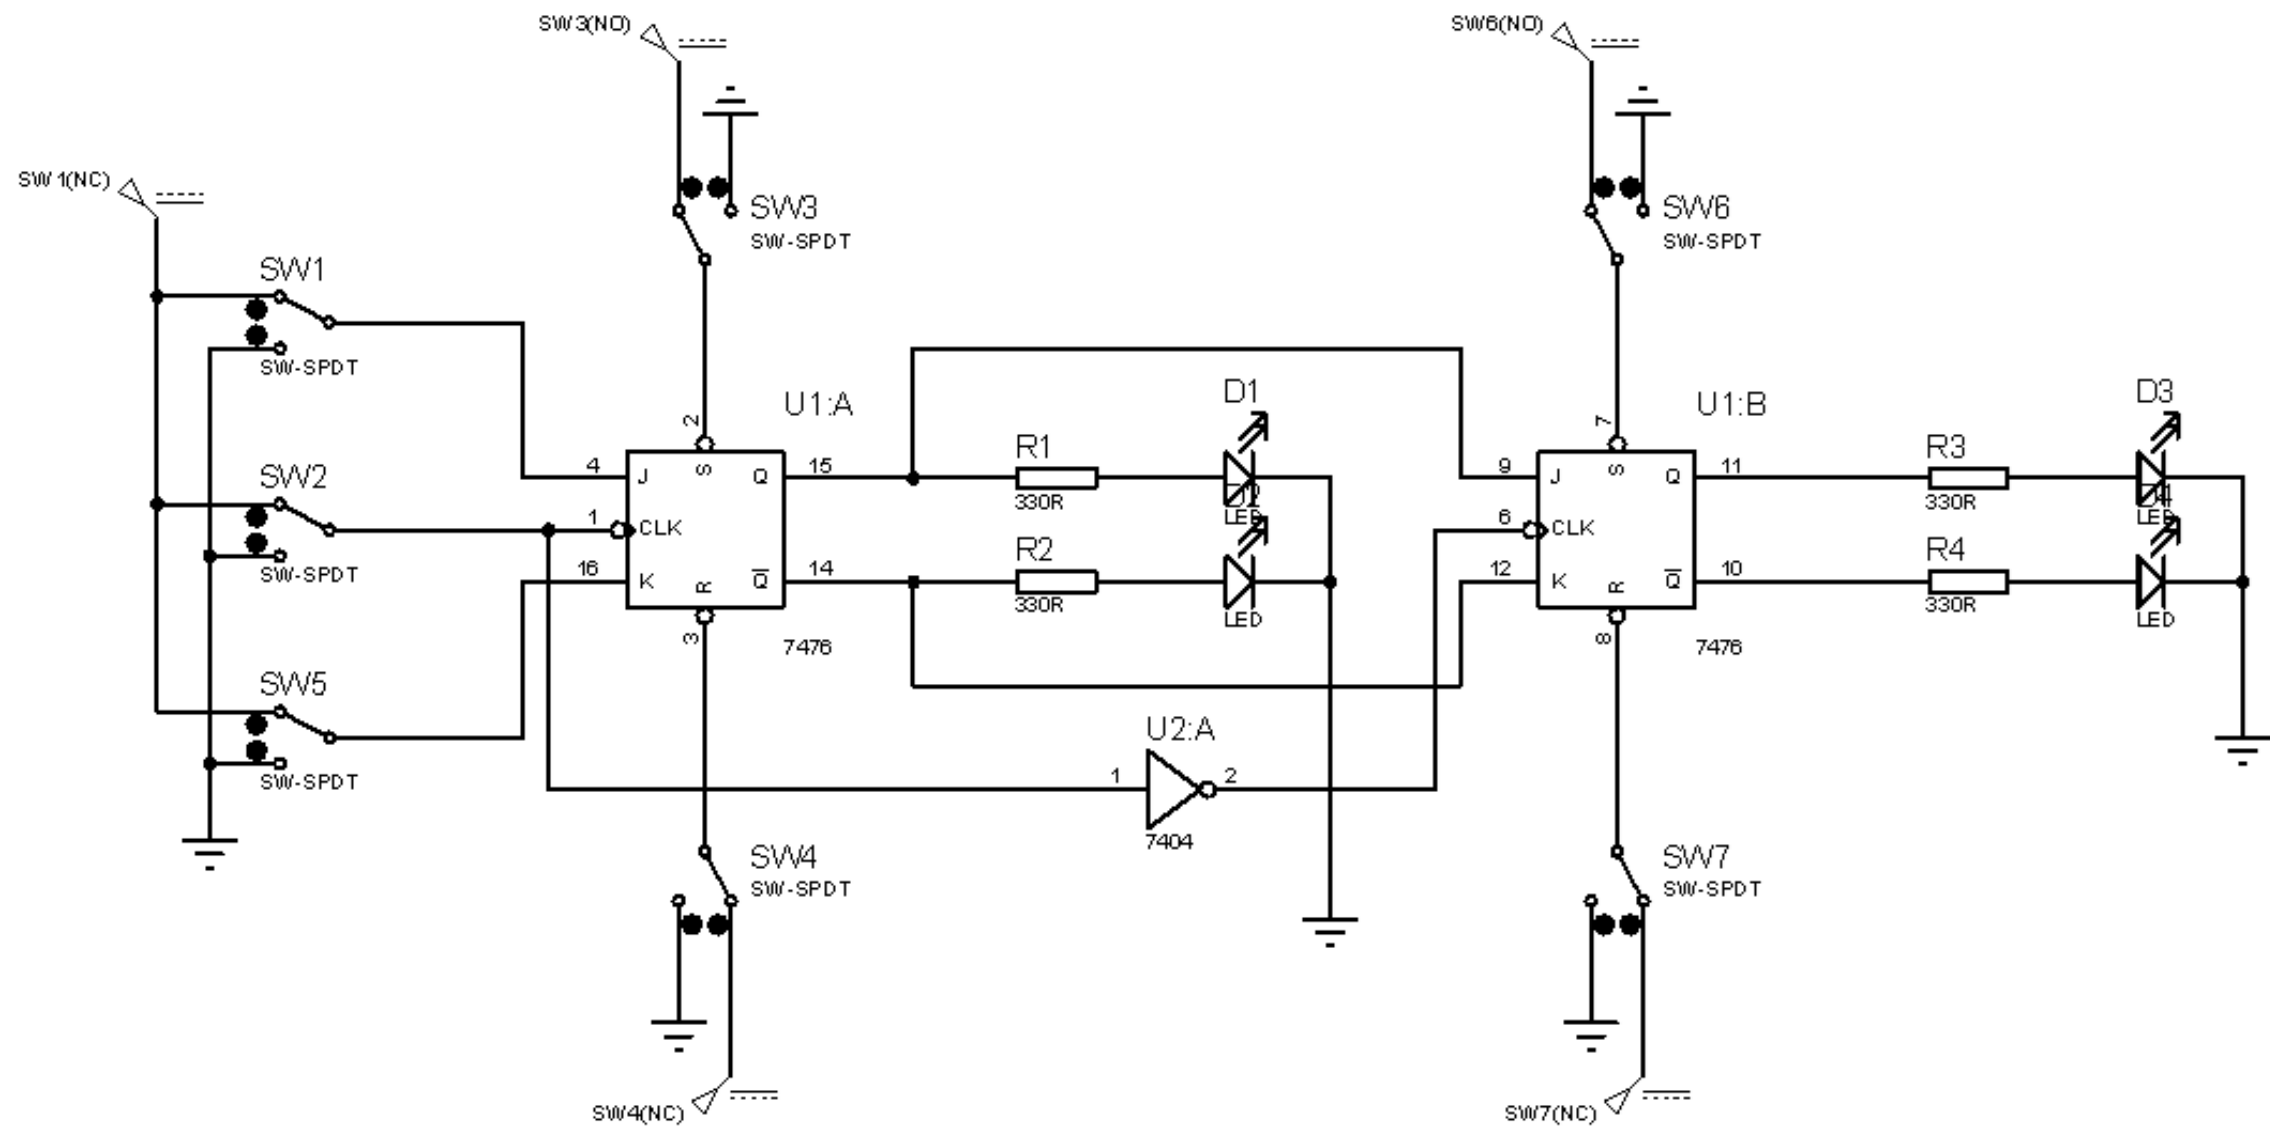 SW3(NO)
SW6(NO)
SW1(NC)
SW3
SW-SPDT
SW6
SW-SPDT
SW1
SW-SPDT
SW2
SW-SPDT
SW5
SW-SPDT
U1:A
2
4
J
S
Q
15
1
CLK
16
K
R
Q
14
3
7476
R1
330R
D1
LED
D2
R2
330R
LED
U1:B
7
9
J
S
Q
11
6
CLK
12
K
R
Q
10
8
7476
R3
330R
D3
LED
D4
R4
330R
LED
U2:A
1
2
7404
SW4
SW-SPDT
SW7
SW-SPDT
SW4(NC)
SW7(NC)